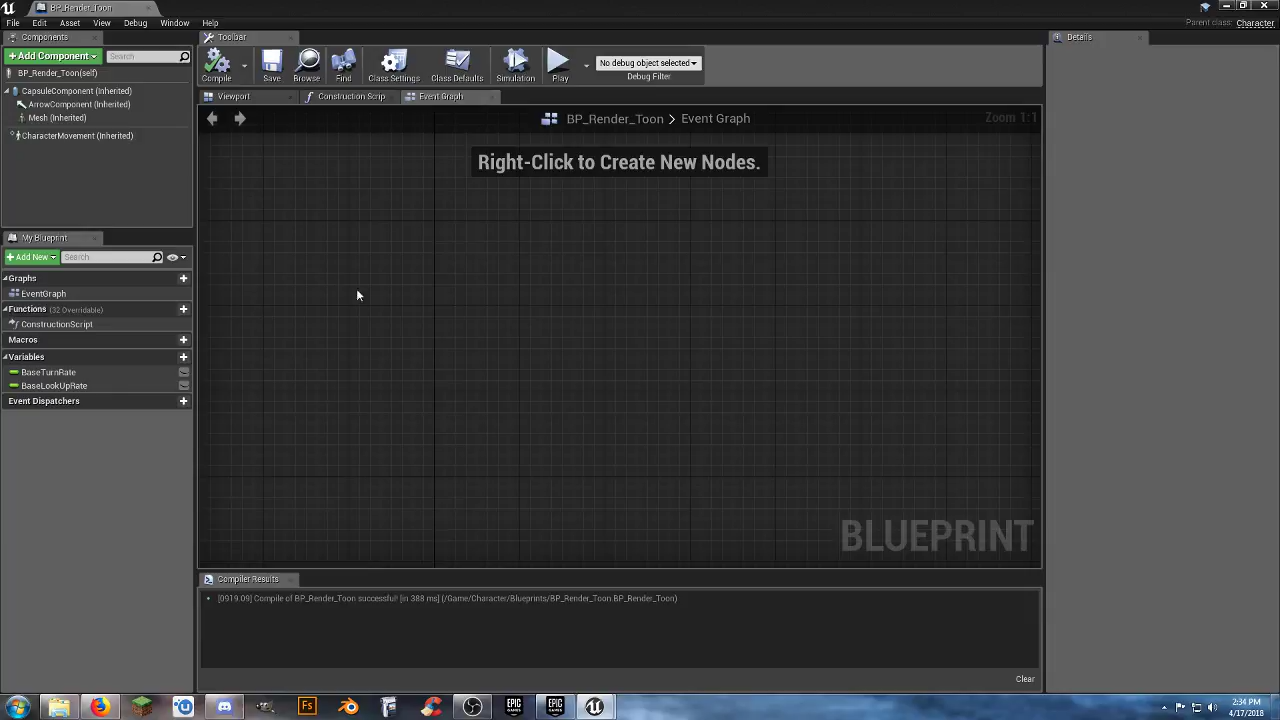 BP_Render_Toon
File Edit Asset View Debug Window Help
Parent class: Character
Components
Toolbar
Details
Add Component
Search
Compile
Save
Browse
Find
Class Settings
Class Defaults
Simulation
Play
No debug object selected
Debug Filter
BP_Render_Toon(self)
CapsuleComponent (Inherited)
ArrowComponent (Inherited)
Mesh (Inherited)
CharacterMovement (Inherited)
Viewport
Construction Scrip
Event Graph
BP_Render_Toon > Event Graph
Zoom 1:1
Right-Click to Create New Nodes.
My Blueprint
Add New
Search
Graphs
EventGraph
Functions (32 Overridable)
ConstructionScript
Macros
Variables
BaseTurnRate
BaseLookUpRate
Event Dispatchers
BLUEPRINT
Compiler Results
[0919.09] Compile of BP_Render_Toon successful! [in 388 ms] (/Game/Character/Blueprints/BP_Render_Toon.BP_Render_Toon)
Clear
Fs
EPIC GAMES
EPIC GAMES
2:34 PM
4/17/2018